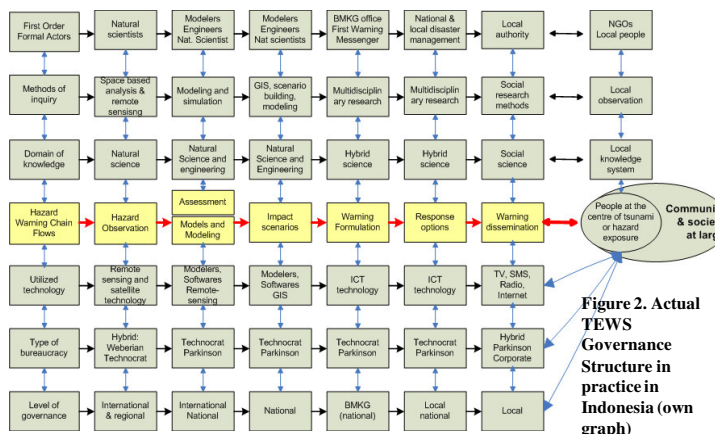 First Order
Formal Actors
Natural
scientists
Modelers
Engineers
Nat. Scientist
Modelers
Engineers
Nat scientists
BMKG office
First Warning
Messenger
National &
local disaster
management
Local
authority
NGOs
Local people
Methods of
inquiry
Space based
analysis &
remote
sensisng
Modeling and
simulation
GIS, scenario
building,
modeling
Multidisciplin
ary research
Multidisciplin
ary research
Social
research
methods
Local
observation
Domain of
knowledge
Natural
science
Natural
Science and
engineering
Natural
Science and
Engineering
Hybrid
science
Hybrid
science
Social
science
Local
knowledge
system
Hazard
Warning Chain
Flows
Hazard
Observation
Assessment
Models and
Modeling
Impact
scenarios
Warning
Formulation
Response
options
Warning
dissemination
People at the
centre of tsunami
or hazard
exposure
Communi
& socie
at larg
Utilized
technology
Remote
sensing and
satellite
technology
Modelers,
Softwares
Remote-
sensing
Modelers,
Softwares
GIS
ICT
technology
ICT
technology
TV, SMS,
Radio,
Internet
Type of
bureaucracy
Hybrid:
Weberian
Technocrat
Technocrat
Parkinson
Technocrat
Parkinson
Technocrat
Parkinson
Technocrat
Parkinson
Hybrid
Parkinson
Corporate
Level of
governance
International
& regional
International
National
National
BMKG
(national)
Local
national
Local
Figure 2. Actual
TEWS
Governance
Structure in
practice in
Indonesia (own
graph)